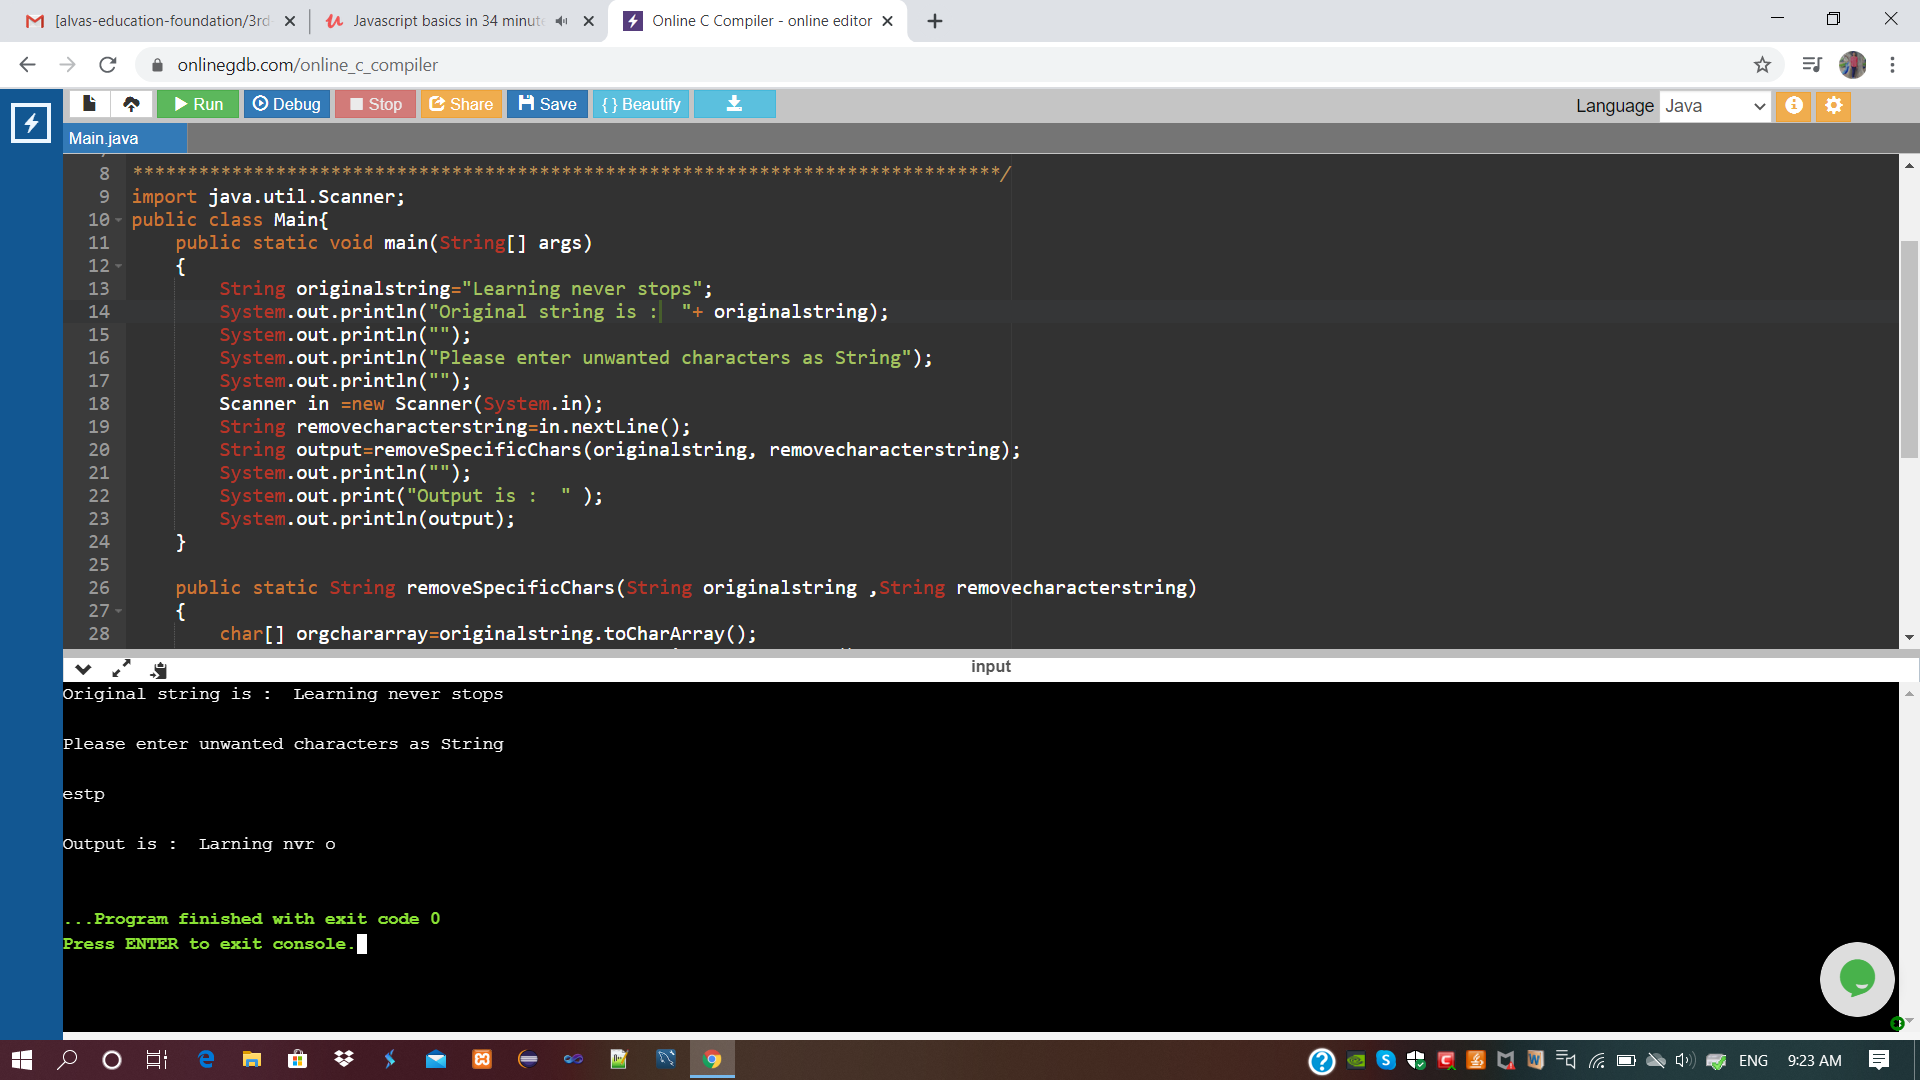 [alvas-education-foundation/3rd
Javascript basics in 34 minute
Online C Compiler - online editor
onlinegdb.com/online_c_compiler
Run
Debug
Stop
Share
Save
{ } Beautify
Language
Java
Main.java
8 *******************************************************************************/
9 import java.util.Scanner;
10 public class Main{
11 public static void main(String[] args)
12 {
13 String originalstring="Learning never stops";
14 System.out.println("Original string is :  "+ originalstring);
15 System.out.println("");
16 System.out.println("Please enter unwanted characters as String");
17 System.out.println("");
18 Scanner in =new Scanner(System.in);
19 String removecharacterstring=in.nextLine();
20 String output=removeSpecificChars(originalstring, removecharacterstring);
21 System.out.println("");
22 System.out.print("Output is :  " );
23 System.out.println(output);
24 }
25
26 public static String removeSpecificChars(String originalstring ,String removecharacterstring)
27 {
28 char[] orgchararray=originalstring.toCharArray();
input
Original string is :  Learning never stops
Please enter unwanted characters as String
estp
Output is :  Larning nvr o
...Program finished with exit code 0
Press ENTER to exit console.
ENG
9:23 AM